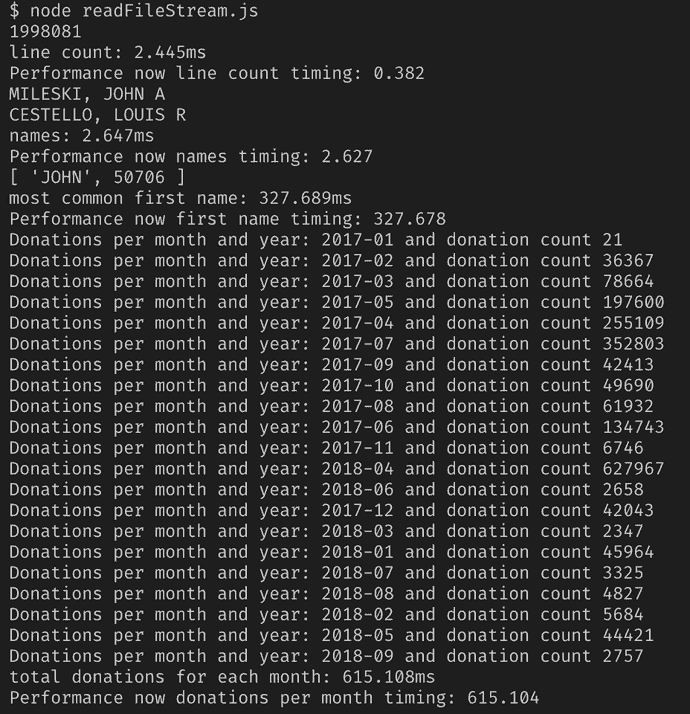 $ node readFileStream.js
1998081
line count: 2.445ms
Performance now line count timing: 0.382
MILESKI, JOHN A
CESTELLO, LOUIS R
names: 2.647ms
Performance now names timing: 2.627
[ 'JOHN', 50706 ]
most common first name: 327.689ms
Performance now first name timing: 327.678
Donations per month and year: 2017-01 and donation count 21
Donations per month and year: 2017-02 and donation count 36367
Donations per month and year: 2017-03 and donation count 78664
Donations per month and year: 2017-05 and donation count 197600
Donations per month and year: 2017-04 and donation count 255109
Donations per month and year: 2017-07 and donation count 352803
Donations per month and year: 2017-09 and donation count 42413
Donations per month and year: 2017-10 and donation count 49690
Donations per month and year: 2017-08 and donation count 61932
Donations per month and year: 2017-06 and donation count 134743
Donations per month and year: 2017-11 and donation count 6746
Donations per month and year: 2018-04 and donation count 627967
Donations per month and year: 2018-06 and donation count 2658
Donations per month and year: 2017-12 and donation count 42043
Donations per month and year: 2018-03 and donation count 2347
Donations per month and year: 2018-01 and donation count 45964
Donations per month and year: 2018-07 and donation count 3325
Donations per month and year: 2018-08 and donation count 4827
Donations per month and year: 2018-02 and donation count 5684
Donations per month and year: 2018-05 and donation count 44421
Donations per month and year: 2018-09 and donation count 2757
total donations for each month: 615.108ms
Performance now donations per month timing: 615.104